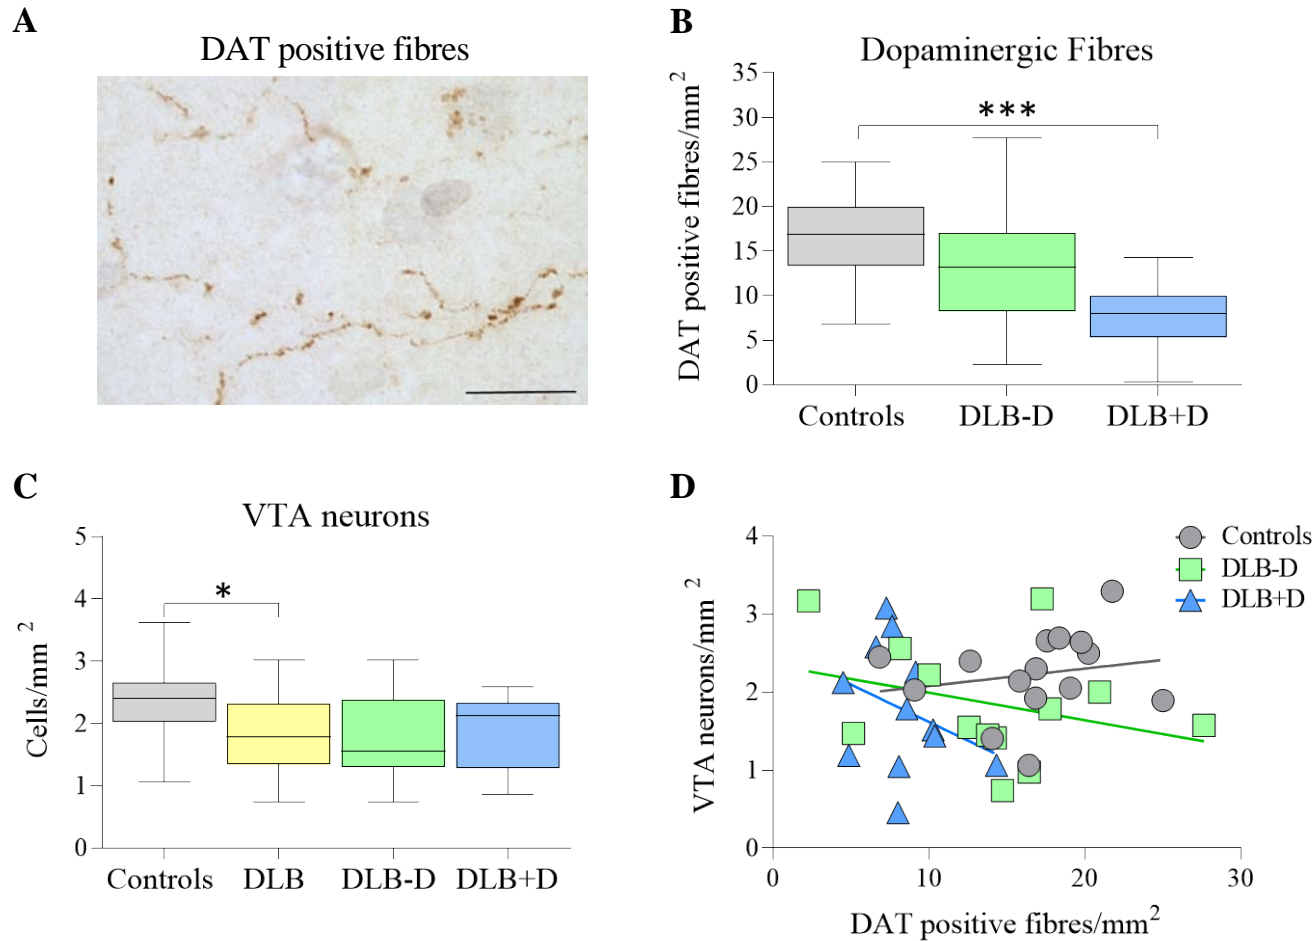 A
DAT positive fibres
B
Dopaminergic Fibres
DAT positive fibres/mm 2
35
30
25
20
15
10
5
0
***
Controls DLB-D DLB+D
C
VTA neurons
Cells/mm 2
5
4
3
2
1
0
*
Controls DLB DLB-D DLB+D
D
VTA neurons/mm 2
4
3
2
1
0
Controls
DLB-D
DLB+D
0 10 20 30
DAT positive fibres/mm2